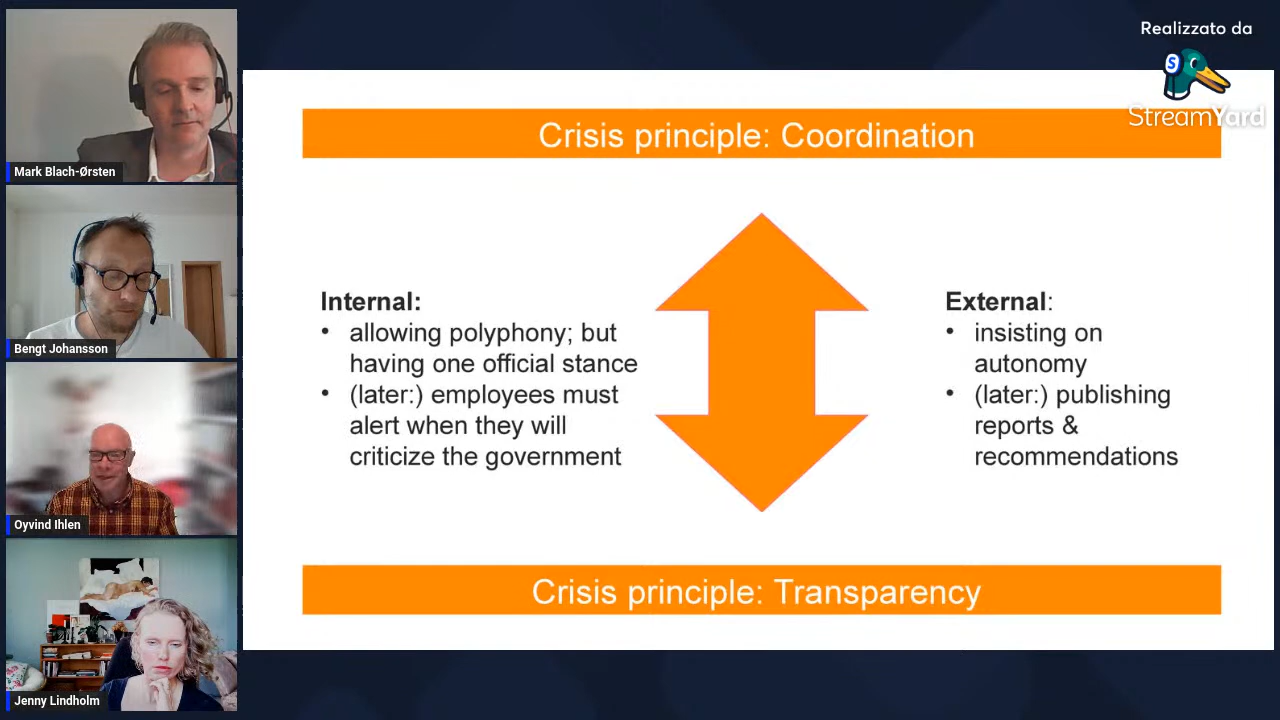 Realizzato da
StreamYard
Crisis principle: Coordination
Internal:
• allowing polyphony; but
having one official stance
• (later:) employees must
alert when they will
criticize the government
External:
• insisting on
autonomy
• (later:) publishing
reports &
recommendations
Crisis principle: Transparency
Mark Blach-Ørsten
Bengt Johansson
Oyvind Ihlen
Jenny Lindholm